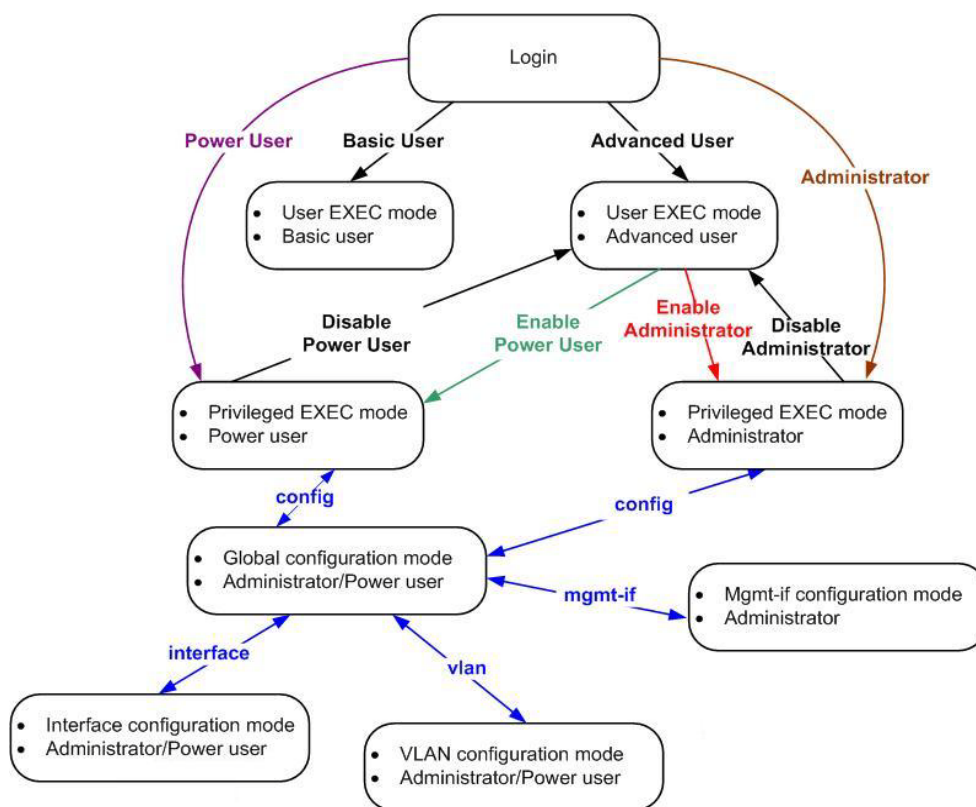 Login
Power User
Basic User
Advanced User
Administrator
• User EXEC mode
• Basic user
• User EXEC mode
• Advanced user
Disable
Power User
Enable
Power User
Enable
Administrator
Disable
Administrator
• Privileged EXEC mode
• Power user
• Privileged EXEC mode
• Administrator
config
config
• Global configuration mode
• Administrator/Power user
mgmt-if
• Mgmt-if configuration mode
• Administrator
interface
vlan
• Interface configuration mode
• Administrator/Power user
• VLAN configuration mode
• Administrator/Power user